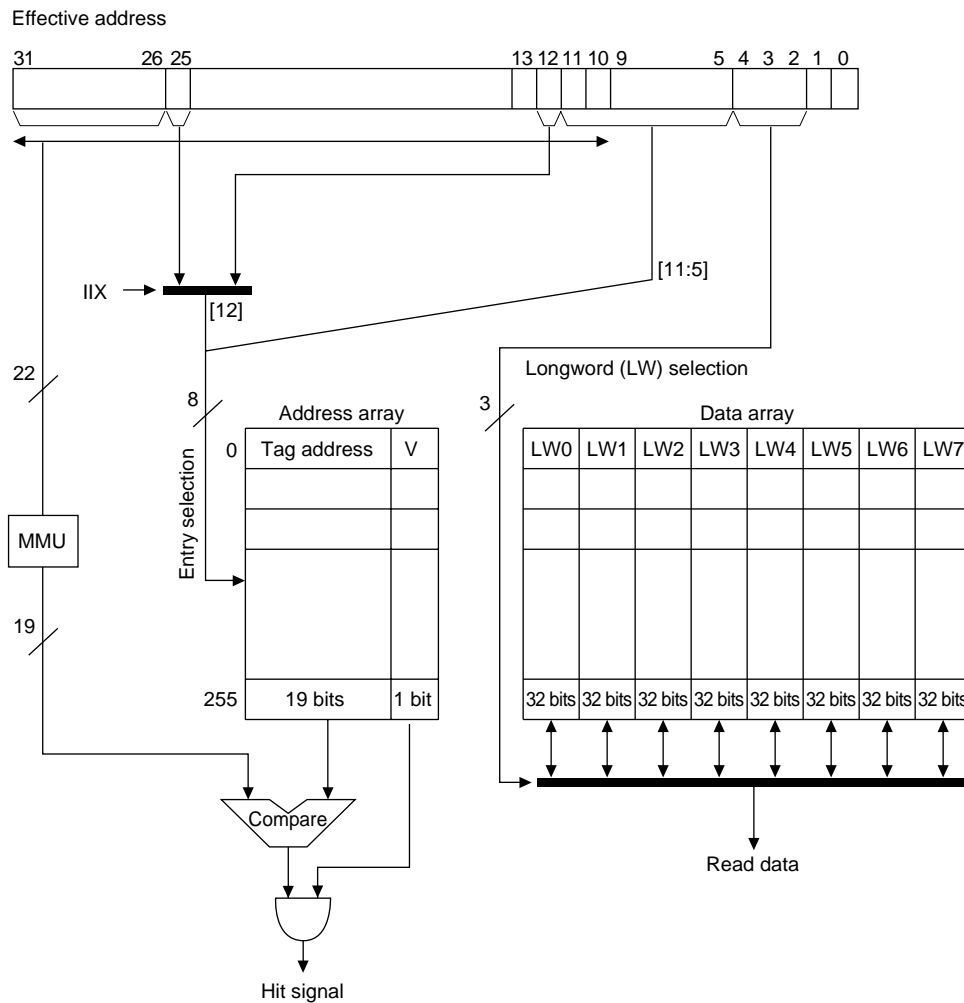 Effective address
31 26 25 13 12 11 10 9 5 4 3 2 1 0
IIX
[12]
[11:5]
22
Longword (LW) selection
8
3
Address array
Data array
0 Tag address V
LW0 LW1 LW2 LW3 LW4 LW5 LW6 LW7
Entry selection
MMU
19
255 19 bits 1 bit
32 bits 32 bits 32 bits 32 bits 32 bits 32 bits 32 bits 32 bits
Compare
Read data
Hit signal